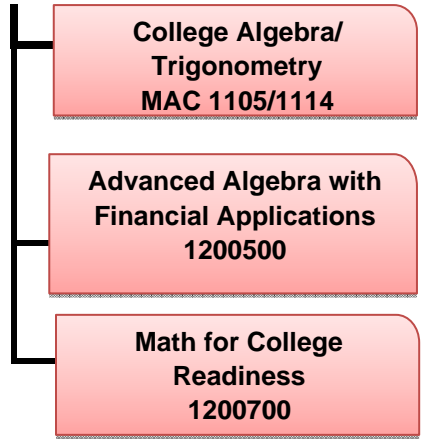 College Algebra/
Trigonometry
MAC 1105/1114
Advanced Algebra with
Financial Applications
1200500
Math for College
Readiness
1200700